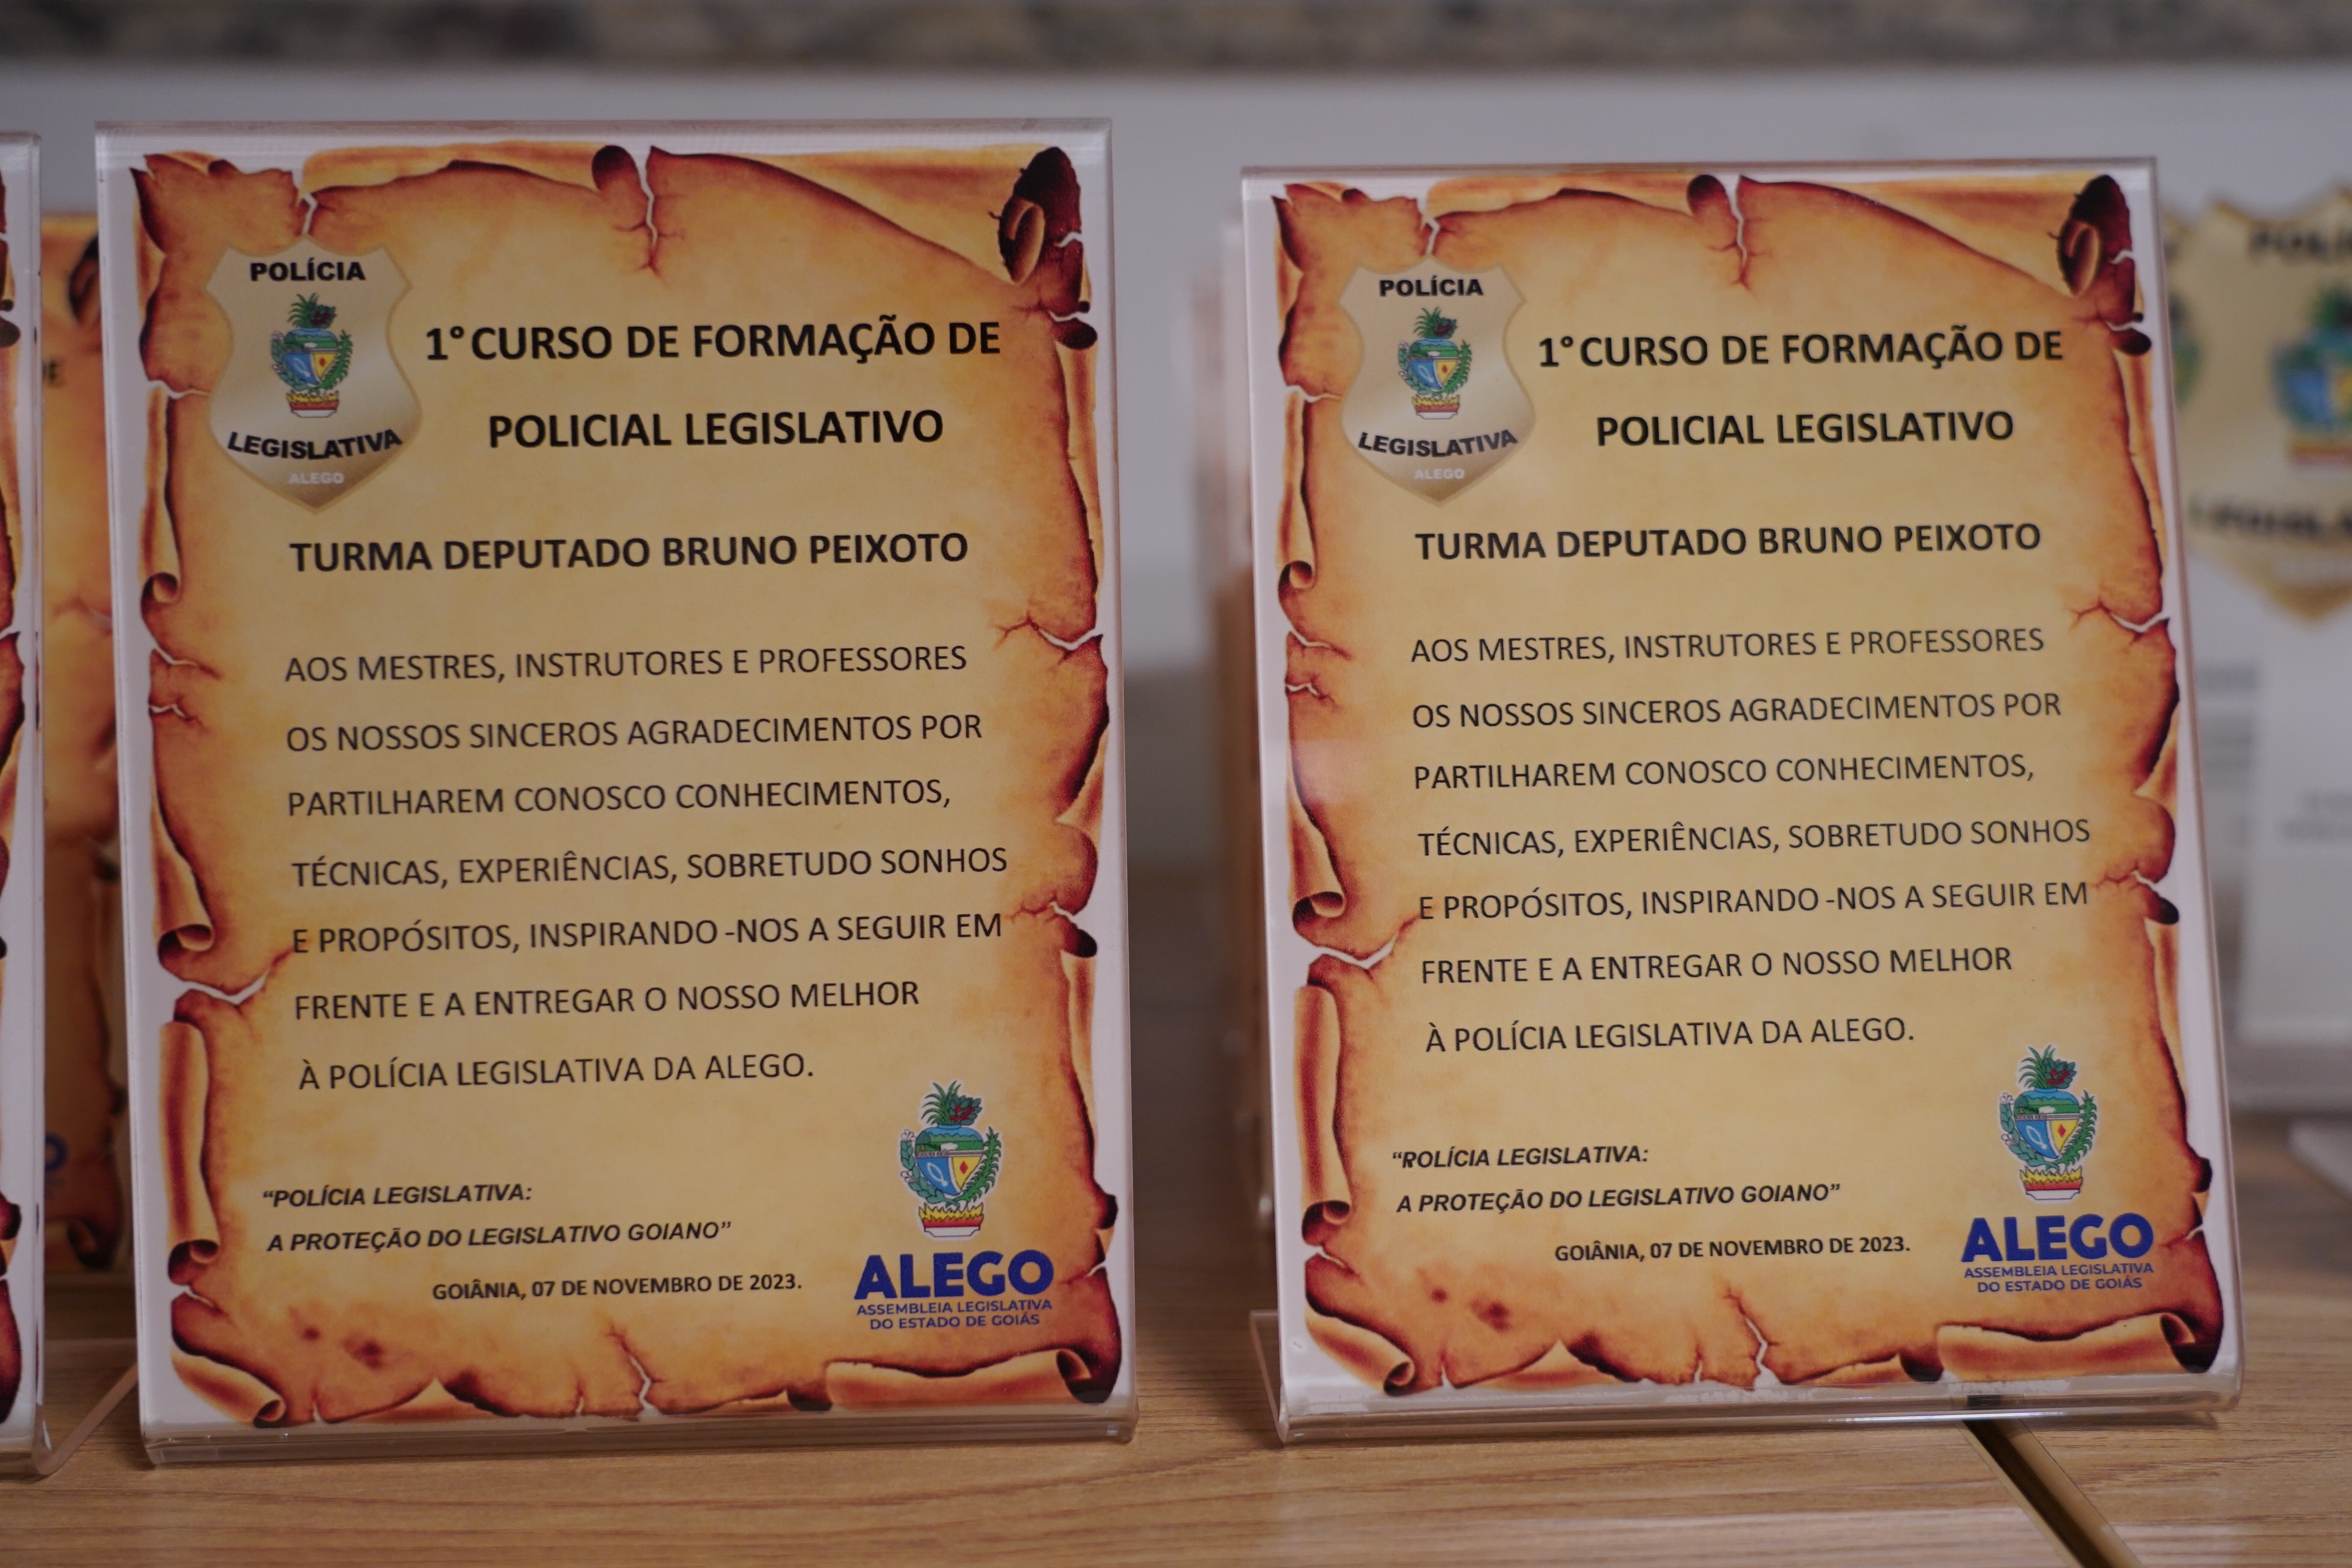 POLÍCIA
LEGISLATIVA
ALEGO
1° CURSO DE FORMAÇÃO DE
POLICIAL LEGISLATIVO
TURMA DEPUTADO BRUNO PEIXOTO
AOS MESTRES, INSTRUTORES E PROFESSORES
OS NOSSOS SINCEROS AGRADECIMENTOS POR
PARTILHAREM CONOSCO CONHECIMENTOS,
TÉCNICAS, EXPERIÊNCIAS, SOBRETUDO SONHOS
E PROPÓSITOS, INSPIRANDO -NOS A SEGUIR EM
FRENTE E A ENTREGAR O NOSSO MELHOR
À POLÍCIA LEGISLATIVA DA ALEGO.
“POLÍCIA LEGISLATIVA:
A PROTEÇÃO DO LEGISLATIVO GOIANO”
GOIÂNIA, 07 DE NOVEMBRO DE 2023.
ALEGO
ASSEMBLEIA LEGISLATIVA
DO ESTADO DE GOIÁS
POLÍCIA
LEGISLATIVA
ALEGO
1° CURSO DE FORMAÇÃO DE
POLICIAL LEGISLATIVO
TURMA DEPUTADO BRUNO PEIXOTO
AOS MESTRES, INSTRUTORES E PROFESSORES
OS NOSSOS SINCEROS AGRADECIMENTOS POR
PARTILHAREM CONOSCO CONHECIMENTOS,
TÉCNICAS, EXPERIÊNCIAS, SOBRETUDO SONHOS
E PROPÓSITOS, INSPIRANDO -NOS A SEGUIR EM
FRENTE E A ENTREGAR O NOSSO MELHOR
À POLÍCIA LEGISLATIVA DA ALEGO.
“ROLÍCIA LEGISLATIVA:
A PROTEÇÃO DO LEGISLATIVO GOIANO”
GOIÂNIA, 07 DE NOVEMBRO DE 2023.
ALEGO
ASSEMBLEIA LEGISLATIVA
DO ESTADO DE GOIÁS